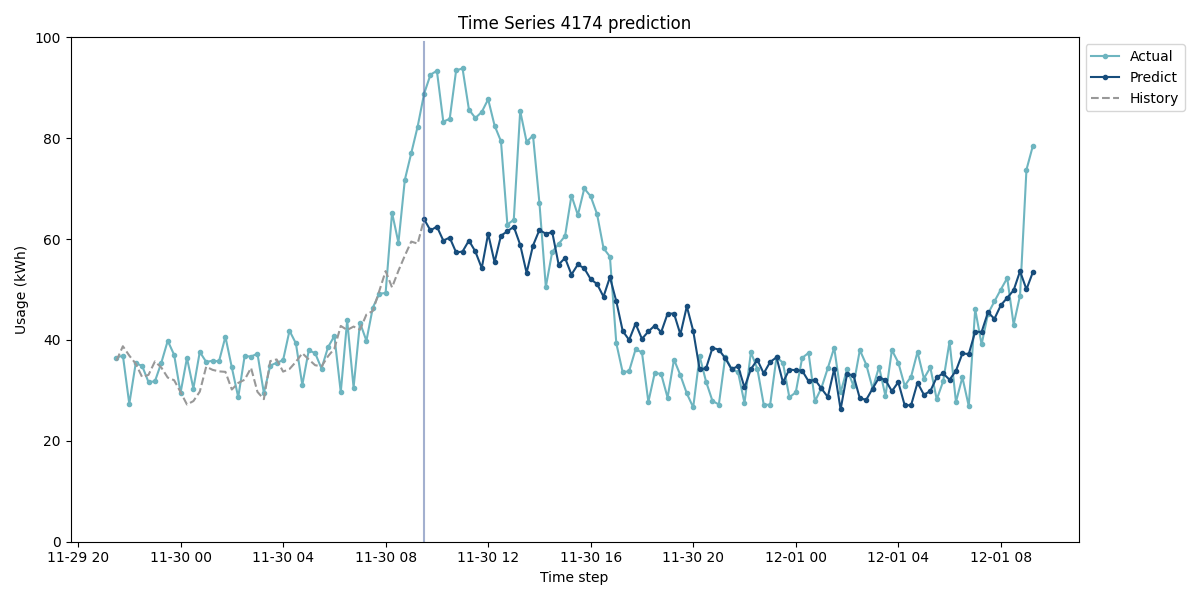 Time Series 4174 prediction
Usage (kWh)
100
80
60
40
20
0
11-29 20
11-30 00
11-30 04
11-30 08
11-30 12
11-30 16
11-30 20
12-01 00
12-01 04
12-01 08
Time step
Actual
Predict
History